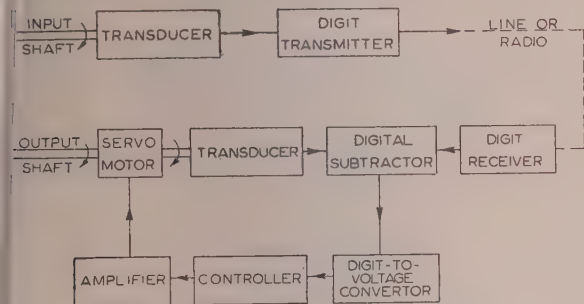 INPUT
SHAFT
TRANSDUCER
DIGIT
TRANSMITTER
LINE OR
RADIO
OUTPUT
SHAFT
SERVO
MOTOR
TRANSDUCER
DIGITAL
SUBTRACTOR
DIGIT
RECEIVER
AMPLIFIER
CONTROLLER
DIGIT-TO-
VOLTAGE
CONVERTOR